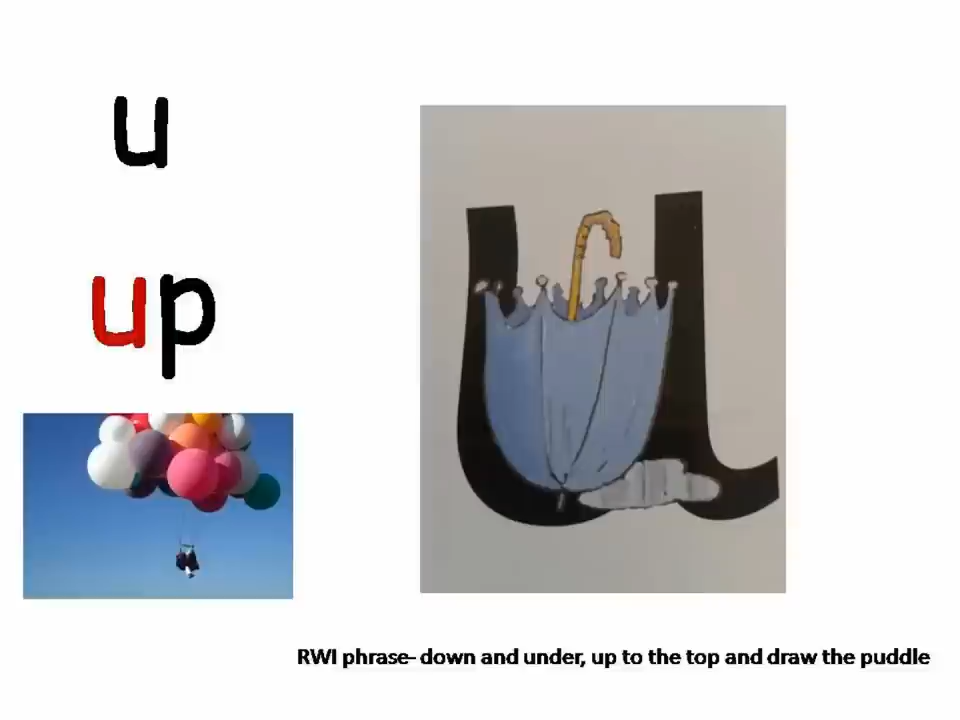 u
up
u
RWI phrase- down and under, up to the top and draw the puddle